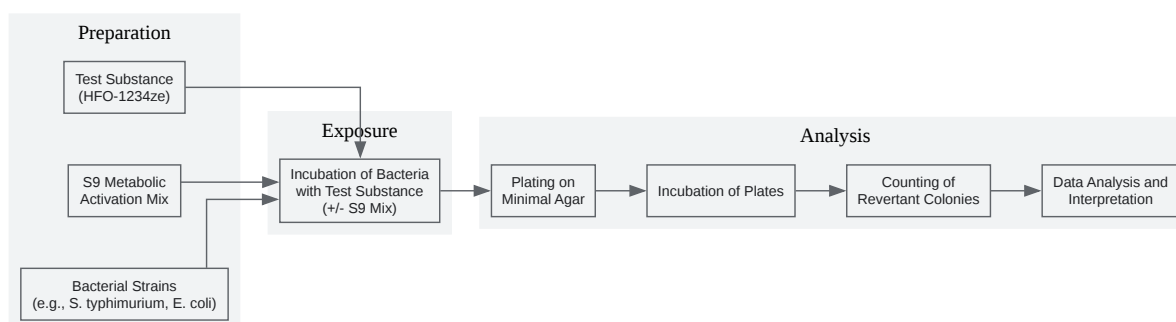 Preparation
Test Substance
(HFO-1234ze)
S9 Metabolic
Activation Mix
Bacterial Strains
(e.g., S. typhimurium, E. coli)
Exposure
Incubation of Bacteria
with Test Substance
(+/- S9 Mix)
Analysis
Plating on
Minimal Agar
Incubation of Plates
Counting of
Revertant Colonies
Data Analysis and
Interpretation